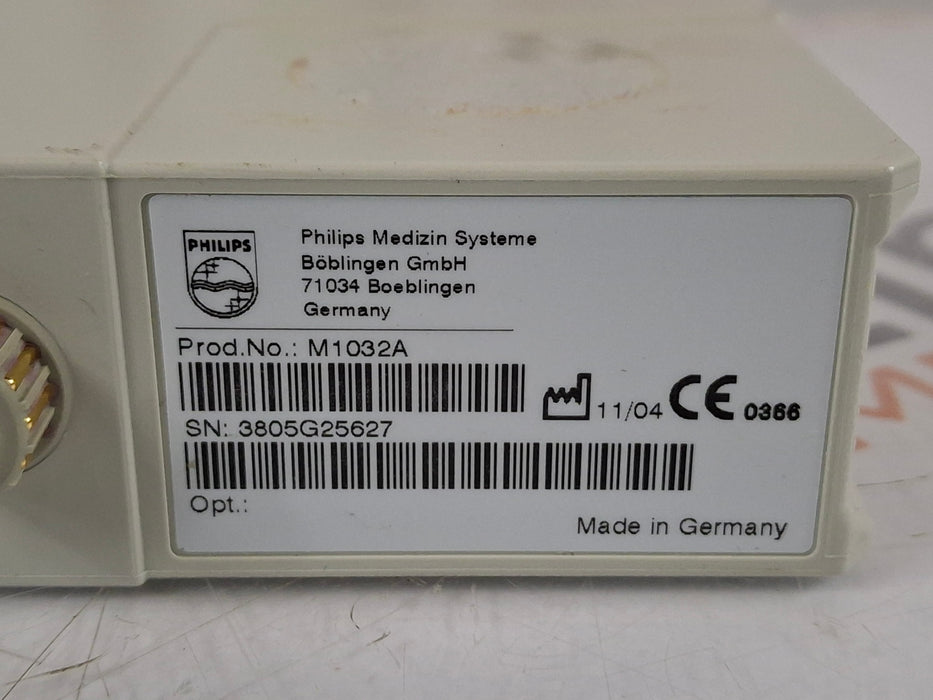 PHILIPS
Philips Medizin Systeme
Böblingen GmbH
71034 Boeblingen
Germany
Prod.No.: M1032A
11/04 CE 0366
SN: 3805G25627
Opt.:
Made in Germany